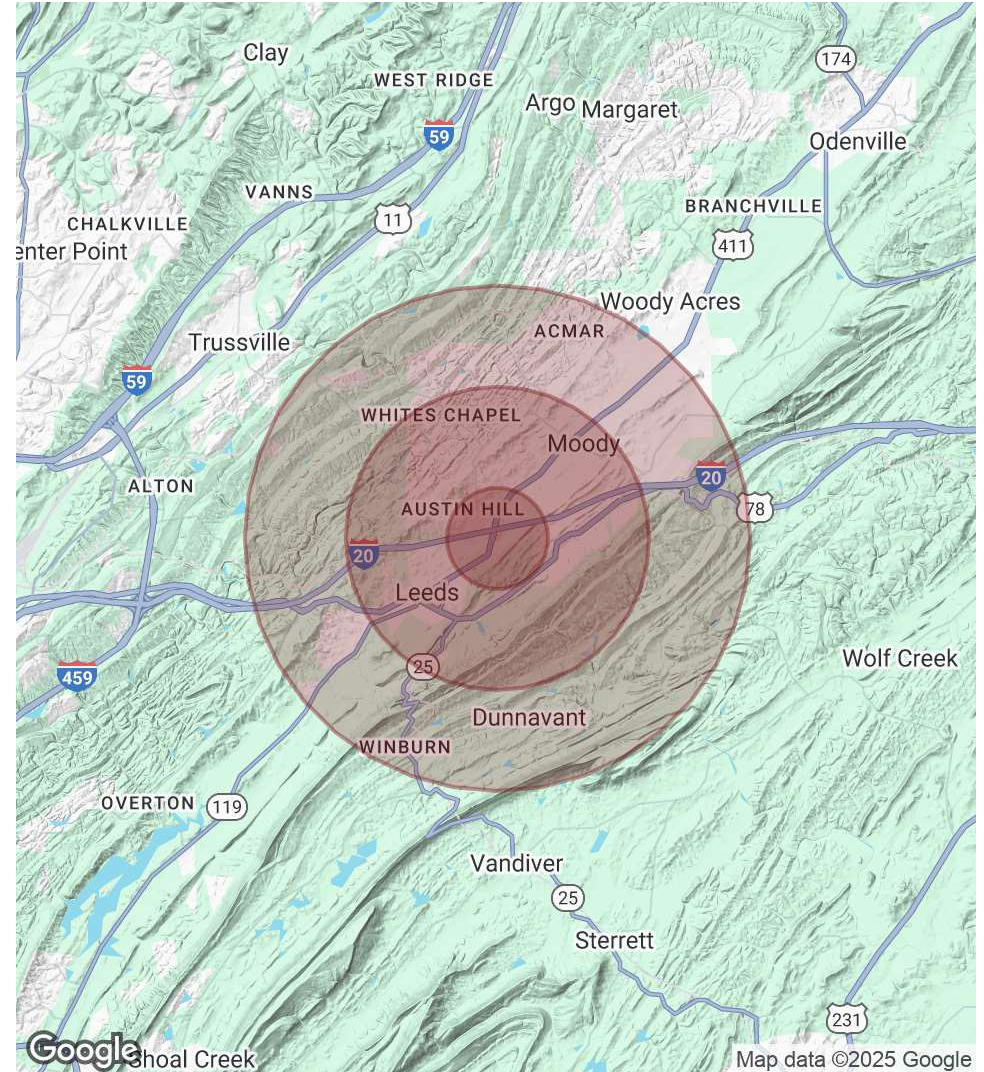 Clay
174
WEST RIDGE
Argo
Margaret
59
Odenville
VANNS
BRANCHVILLE
CHALKVILLE
11
411
enter Point
Woody Acres
ACMAR
Trussville
59
WHITES CHAPEL
Moody
20
ALTON
AUSTIN HILL
78
20
Leeds
25
Wolf Creek
459
Dunnavant
WINBURN
OVERTON
119
Vandiver
25
Sterrett
231
Google
Shoal Creek
Map data ©2025 Google